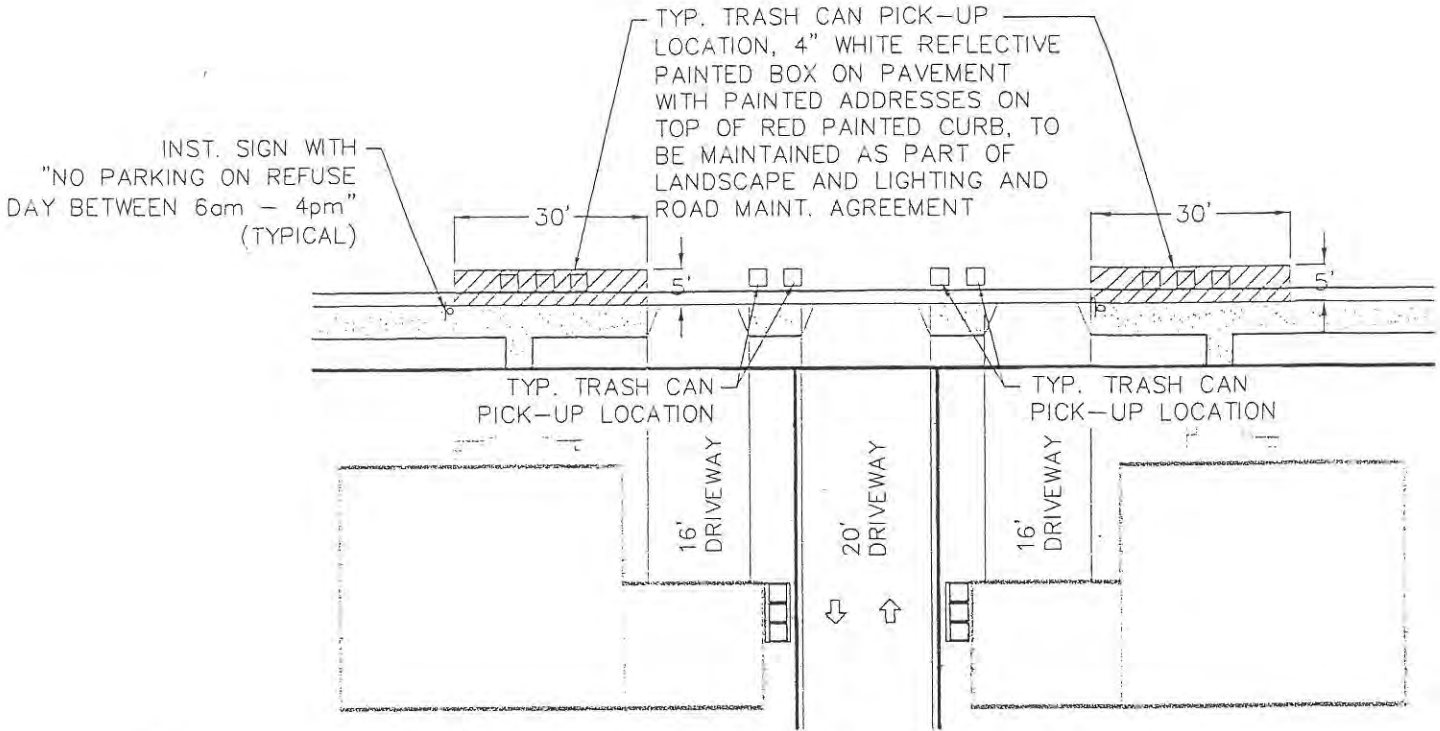 TYP. TRASH CAN PICK-UP
LOCATION, 4" WHITE REFLECTIVE
PAINTED BOX ON PAVEMENT
WITH PAINTED ADDRESSES ON
TOP OF RED PAINTED CURB, TO
BE MAINTAINED AS PART OF
LANDSCAPE AND LIGHTING AND
ROAD MAINT. AGREEMENT
INST. SIGN WITH
"NO PARKING ON REFUSE
DAY BETWEEN 6am – 4pm"
(TYPICAL)
30'
30'
5'
5'
TYP. TRASH CAN
PICK-UP LOCATION
TYP. TRASH CAN
PICK-UP LOCATION
16'
DRIVEWAY
20'
DRIVEWAY
16'
DRIVEWAY